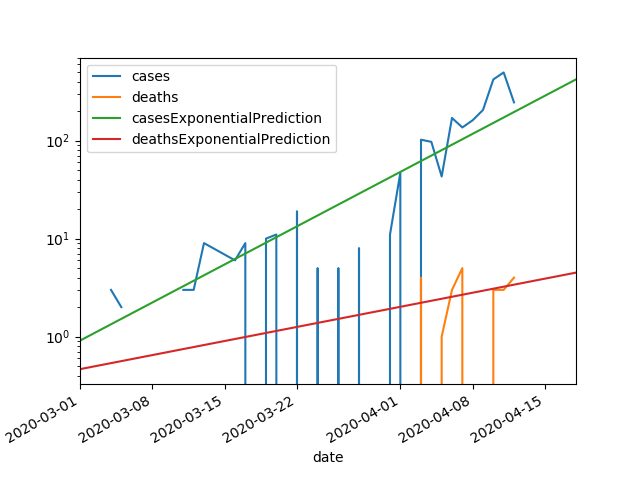 cases
deaths
casesExponentialPrediction
deathsExponentialPrediction
10²
10¹
10⁰
2020-03-01
2020-03-08
2020-03-15
2020-03-22
2020-04-01
2020-04-08
2020-04-15
date